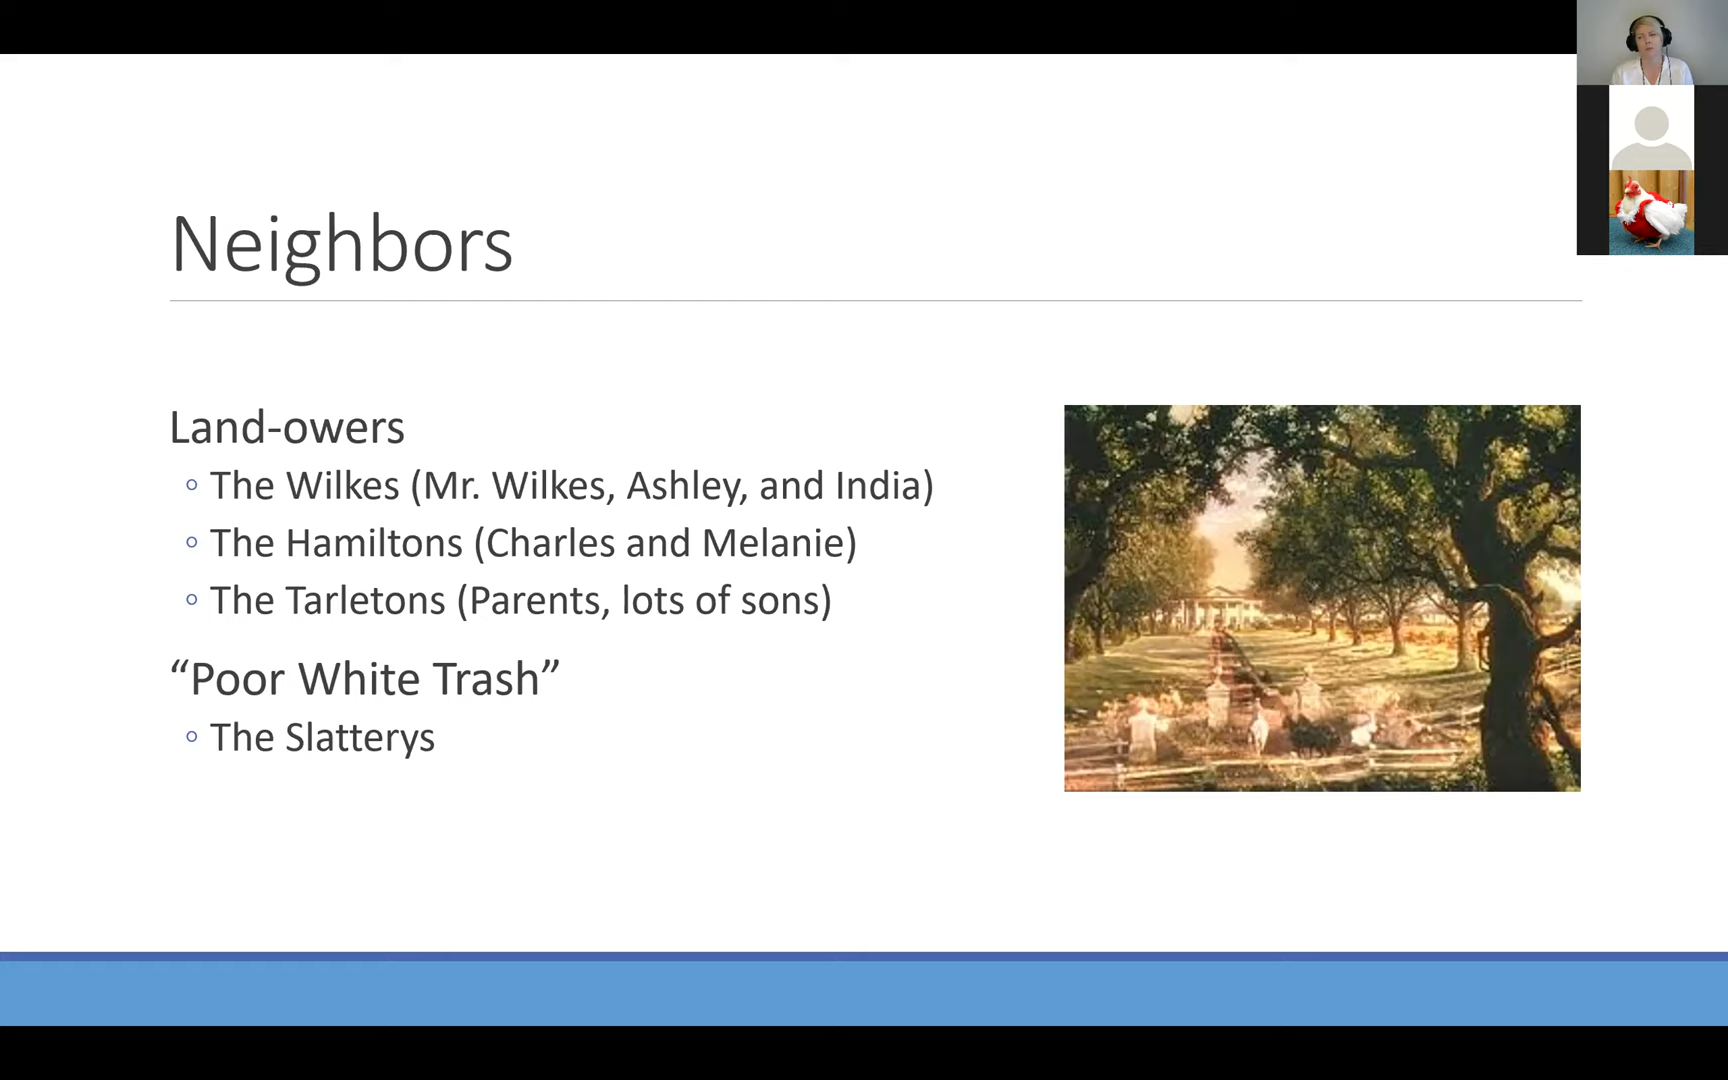 Neighbors
Land-owers
◦ The Wilkes (Mr. Wilkes, Ashley, and India)
◦ The Hamiltons (Charles and Melanie)
◦ The Tarletons (Parents, lots of sons)
“Poor White Trash”
◦ The Slatterys